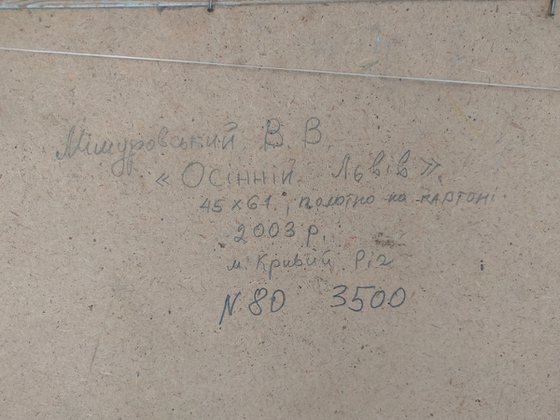 Мішуровський В. В.
« Осінній Львів ».
45 х 61., полотно на картоні
2003 р.
м. Кривий Ріг
N 80 3500